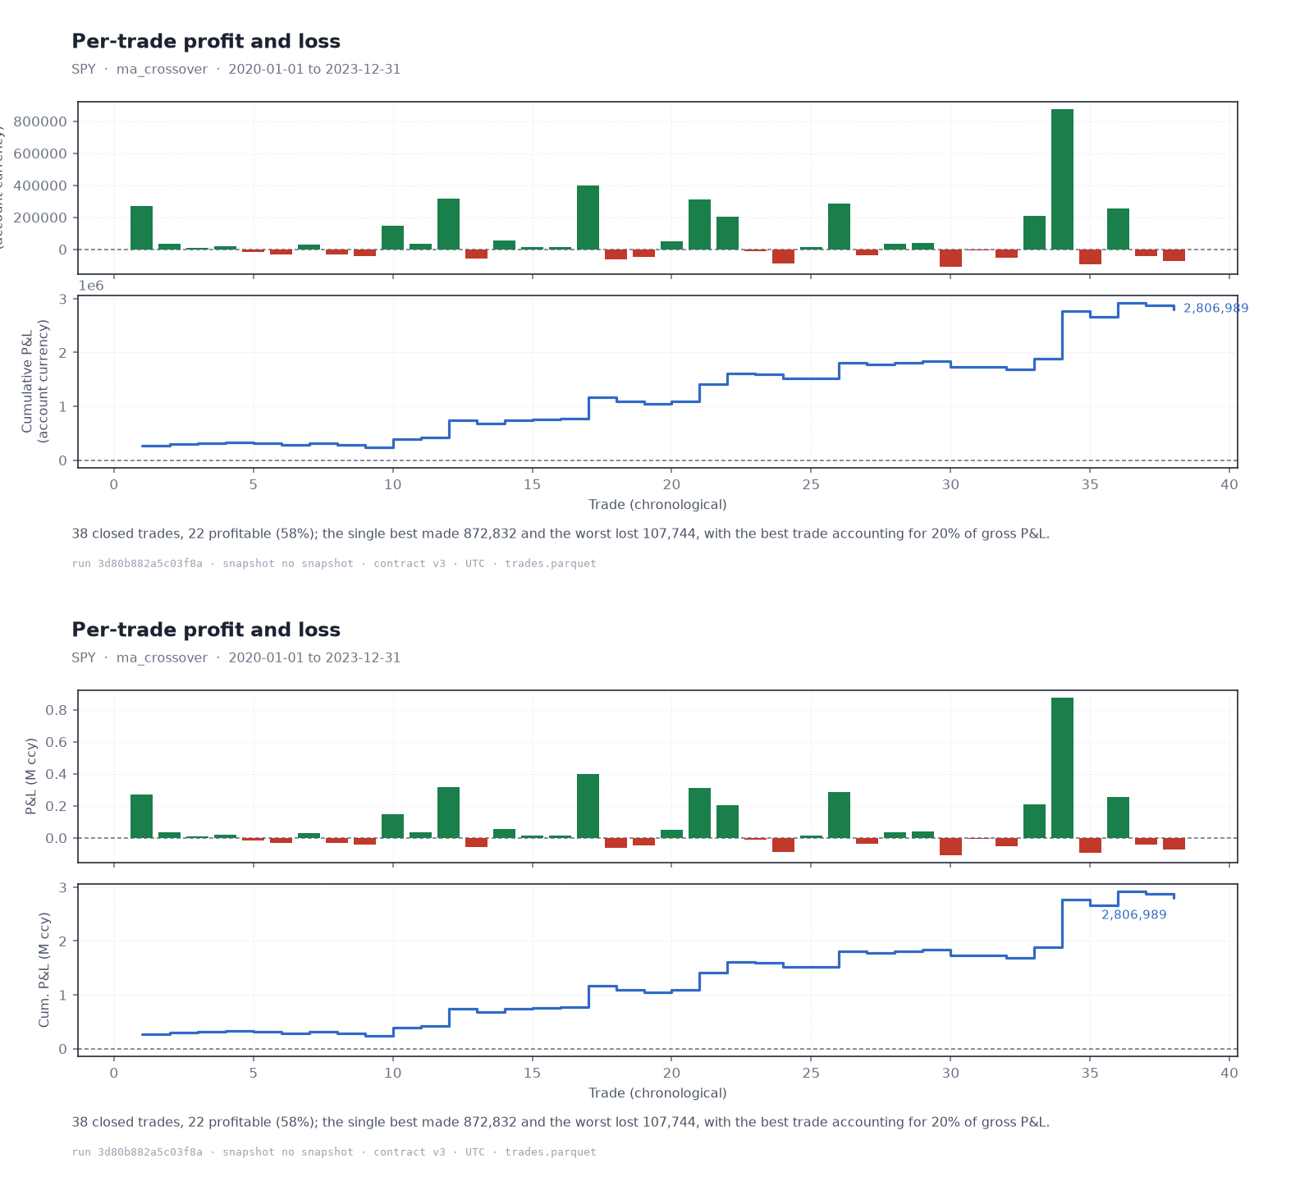 Per-trade profit and loss
SPY · ma_crossover · 2020-01-01 to 2023-12-31
800000
600000
400000
200000
0
1e6
3
2
1
0
Cumulative P&L
(account currency)
2,806,989
0 5 10 15 20 25 30 35 40
Trade (chronological)
38 closed trades, 22 profitable (58%); the single best made 872,832 and the worst lost 107,744, with the best trade accounting for 20% of gross P&L.
run 3d80b882a5c03f8a · snapshot no snapshot · contract v3 · UTC · trades.parquet
Per-trade profit and loss
SPY · ma_crossover · 2020-01-01 to 2023-12-31
P&L (M ccy)
0.8
0.6
0.4
0.2
0.0
Cum. P&L (M ccy)
3
2
1
0
2,806,989
0 5 10 15 20 25 30 35 40
Trade (chronological)
38 closed trades, 22 profitable (58%); the single best made 872,832 and the worst lost 107,744, with the best trade accounting for 20% of gross P&L.
run 3d80b882a5c03f8a · snapshot no snapshot · contract v3 · UTC · trades.parquet